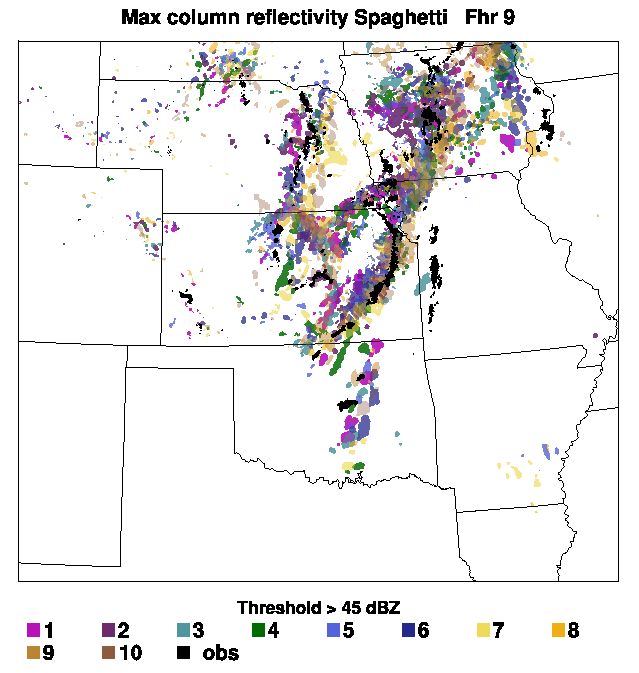 Max column reflectivity Spaghetti Fhr 9
Threshold > 45 dBZ
1 2 3 4 5 6 7 8
9 10 obs